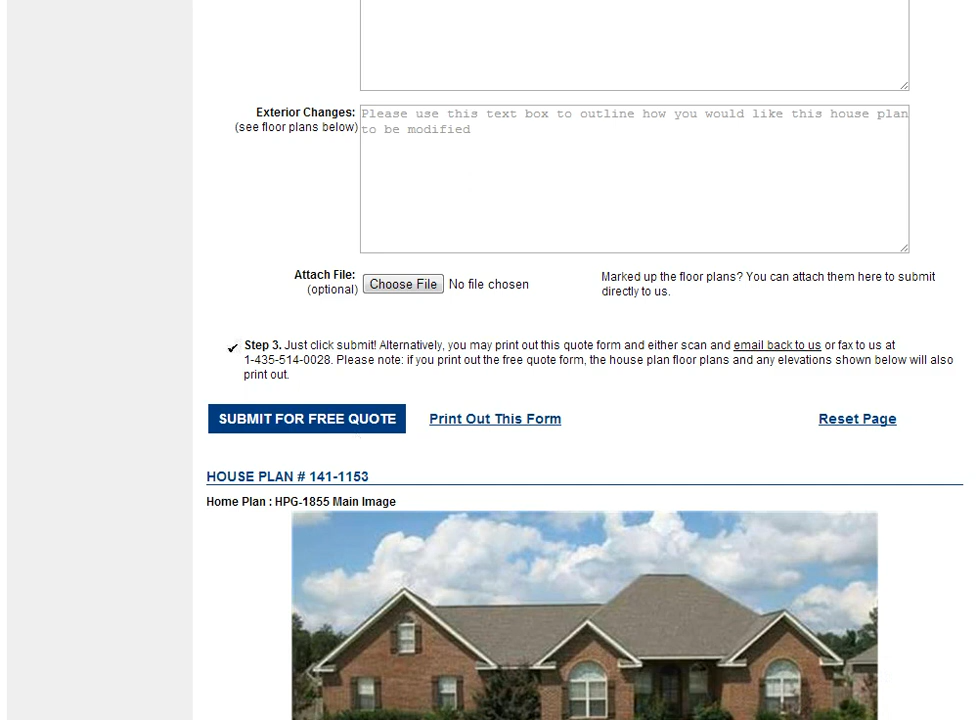 Exterior Changes:
(see floor plans below)
Please use this text box to outline how you would like this house plan
to be modified
Attach File:
(optional)
Choose File No file chosen
Marked up the floor plans? You can attach them here to submit
directly to us.
Step 3. Just click submit! Alternatively, you may print out this quote form and either scan and email back to us or fax to us at
1-435-514-0028. Please note: if you print out the free quote form, the house plan floor plans and any elevations shown below will also
print out.
SUBMIT FOR FREE QUOTE Print Out This Form Reset Page
HOUSE PLAN # 141-1153
Home Plan : HPG-1855 Main Image